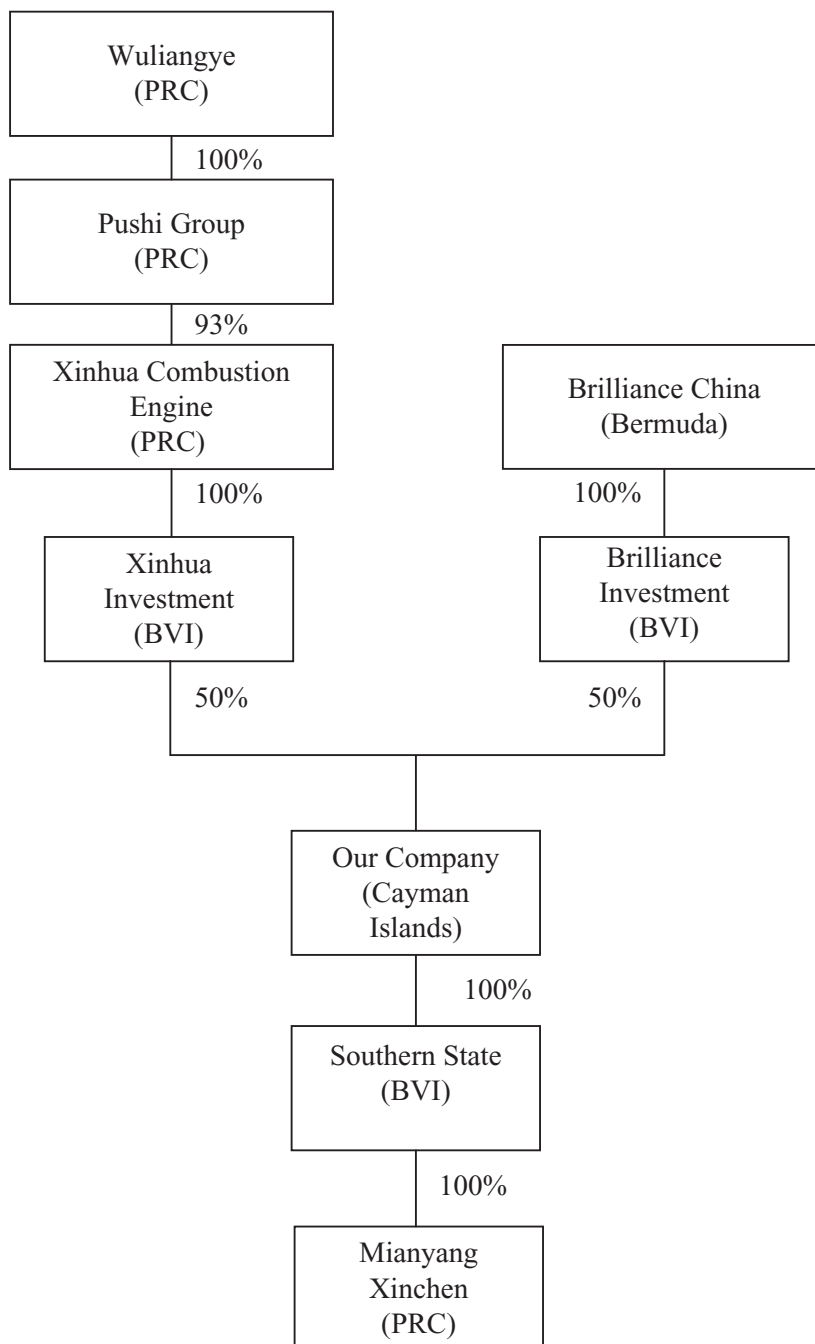 Wuliangye
(PRC)
100%
Pushi Group
(PRC)
93%
Xinhua Combustion
Engine
(PRC)
Brilliance China
(Bermuda)
100%
100%
Xinhua
Investment
(BVI)
Brilliance
Investment
(BVI)
50%
50%
Our Company
(Cayman
Islands)
100%
Southern State
(BVI)
100%
Mianyang
Xinchen
(PRC)